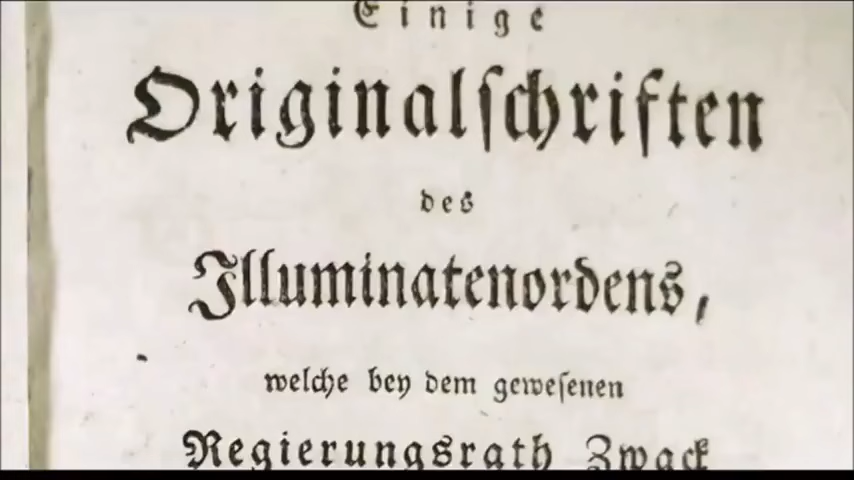 Einige
Originalſchriften
des
Illuminatenordens,
welche bey dem geweſenen
Regierungsrath Zwack